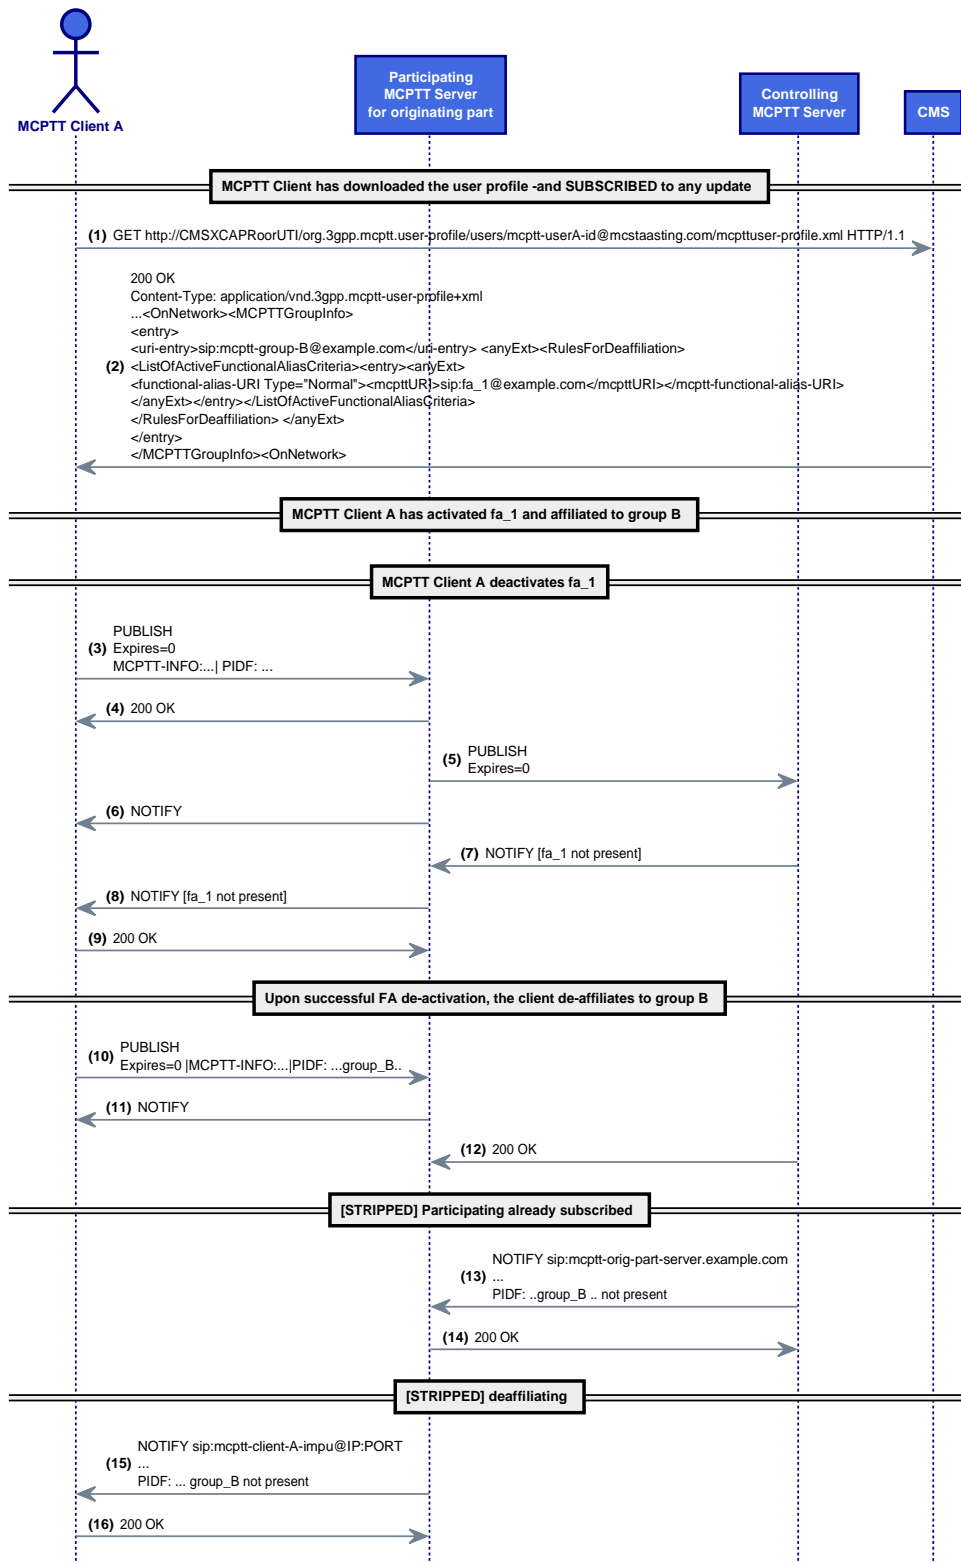 MCPTT Client A
Participating
MCPTT Server
for originating part
Controlling
MCPTT Server
CMS
MCPTT Client has downloaded the user profile -and SUBSCRIBED to any update
(1) GET http://CMSXCAPRoorUTI/org.3gpp.mcptt.user-profile/users/mcptt-userA-id@mcstaasting.com/mcpttuser-profile.xml HTTP/1.1
200 OK
Content-Type: application/vnd.3gpp.mcptt-user-profile+xml
...<OnNetwork><MCPTTGroupInfo>
<entry>
<uri-entry>sip:mcptt-group-B@example.com</uri-entry> <anyExt><RulesForDeaffiliation>
(2) <ListOfActiveFunctionalAliasCriteria><entry><anyExt>
<functional-alias-URI Type="Normal"><mcpttURI>sip:fa_1@example.com</mcpttURI></mcptt-functional-alias-URI>
</anyExt></entry></ListOfActiveFunctionalAliasCriteria>
</RulesForDeaffiliation> </anyExt>
</entry>
</MCPTTGroupInfo><OnNetwork>
MCPTT Client A has activated fa_1 and affiliated to group B
MCPTT Client A deactivates fa_1
PUBLISH
(3) Expires=0
MCPTT-INFO:...| PIDF: ...
(4) 200 OK
(5) PUBLISH
Expires=0
(6) NOTIFY
(7) NOTIFY [fa_1 not present]
(8) NOTIFY [fa_1 not present]
(9) 200 OK
Upon successful FA de-activation, the client de-affiliates to group B
(10) PUBLISH
Expires=0 |MCPTT-INFO:...|PIDF: ...group_B..
(11) NOTIFY
(12) 200 OK
[STRIPPED] Participating already subscribed
NOTIFY sip:mcptt-orig-part-server.example.com
(13) ...
PIDF: ..group_B .. not present
(14) 200 OK
[STRIPPED] deaffiliating
NOTIFY sip:mcptt-client-A-impu@IP:PORT
(15) ...
PIDF: ... group_B not present
(16) 200 OK